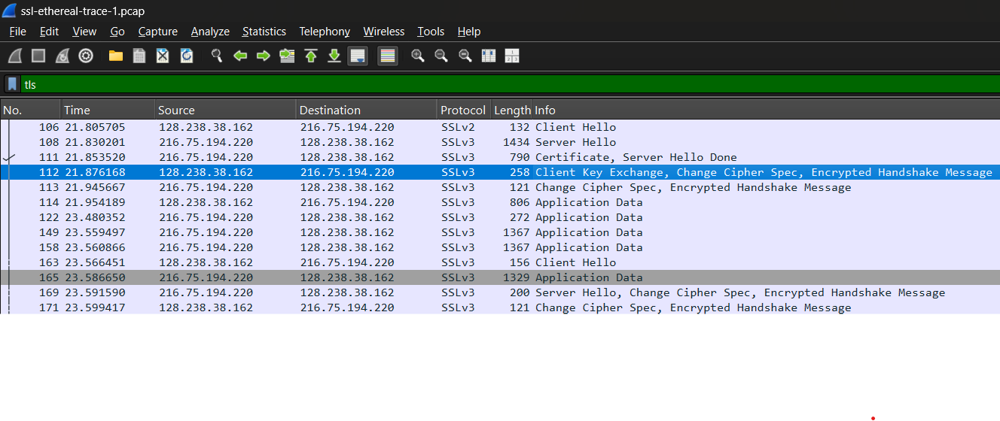 ssl-ethereal-trace-1.pcap
File Edit View Go Capture Analyze Statistics Telephony Wireless Tools Help
tls
No. Time Source Destination Protocol Length Info
106 21.805705 128.238.38.162 216.75.194.220 SSLv2 132 Client Hello
108 21.830201 216.75.194.220 128.238.38.162 SSLv3 1434 Server Hello
111 21.853520 216.75.194.220 128.238.38.162 SSLv3 790 Certificate, Server Hello Done
112 21.876168 128.238.38.162 216.75.194.220 SSLv3 258 Client Key Exchange, Change Cipher Spec, Encrypted Handshake Message
113 21.945667 216.75.194.220 128.238.38.162 SSLv3 121 Change Cipher Spec, Encrypted Handshake Message
114 21.954189 128.238.38.162 216.75.194.220 SSLv3 806 Application Data
122 23.480352 216.75.194.220 128.238.38.162 SSLv3 272 Application Data
149 23.559497 216.75.194.220 128.238.38.162 SSLv3 1367 Application Data
158 23.560866 216.75.194.220 128.238.38.162 SSLv3 1367 Application Data
163 23.566451 128.238.38.162 216.75.194.220 SSLv3 156 Client Hello
165 23.586650 216.75.194.220 128.238.38.162 SSLv3 1329 Application Data
169 23.591590 216.75.194.220 128.238.38.162 SSLv3 200 Server Hello, Change Cipher Spec, Encrypted Handshake Message
171 23.599417 128.238.38.162 216.75.194.220 SSLv3 121 Change Cipher Spec, Encrypted Handshake Message